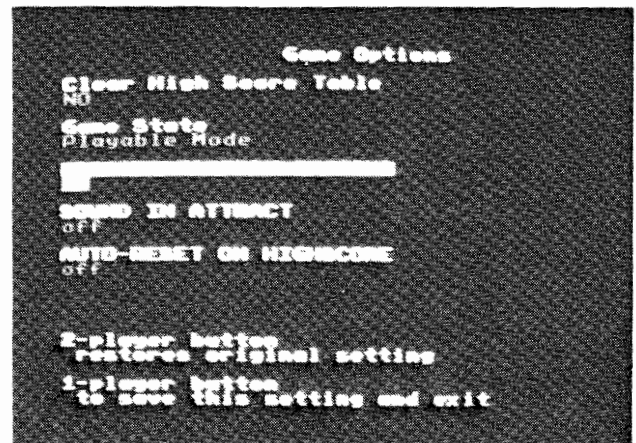 Game Options
Clear High Score Table
NO
Game State
Playable Mode
SOUND IN ATTRACT
off
AUTO-RESET ON HIGHSCORE
off
2-player button
restores original setting
1-player button
to save this setting and exit